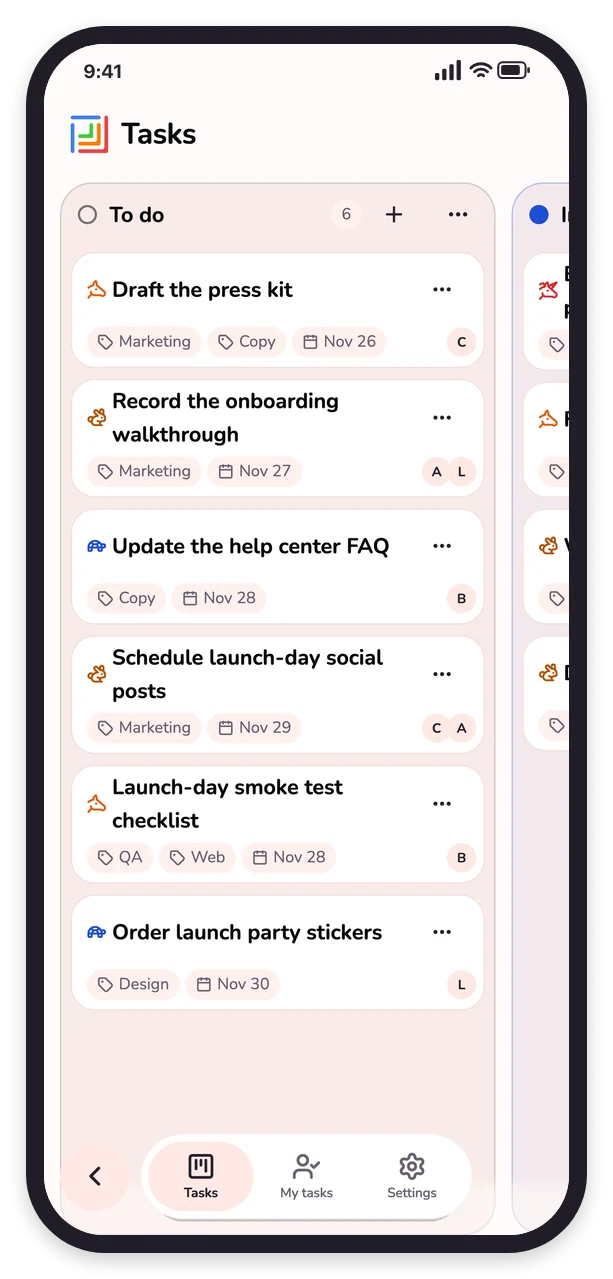 9:41
Tasks
To do 6
Draft the press kit
Marketing Copy Nov 26 C
Record the onboarding
walkthrough
Marketing Nov 27 A L
Update the help center FAQ
Copy Nov 28 B
Schedule launch-day social
posts
Marketing Nov 29 C A
Launch-day smoke test
checklist
QA Web Nov 28 B
Order launch party stickers
Design Nov 30 L
Tasks My tasks Settings